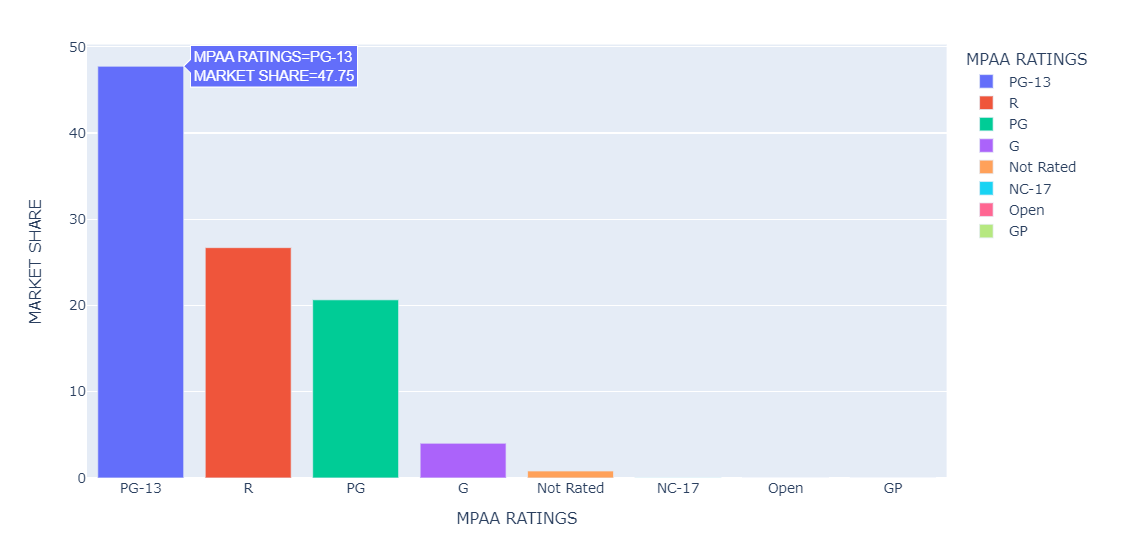 MPAA RATINGS=PG-13
MARKET SHARE=47.75
50
40
30
20
10
0
MARKET SHARE
PG-13
R
PG
G
Not Rated
NC-17
Open
GP
MPAA RATINGS
MPAA RATINGS
PG-13
R
PG
G
Not Rated
NC-17
Open
GP